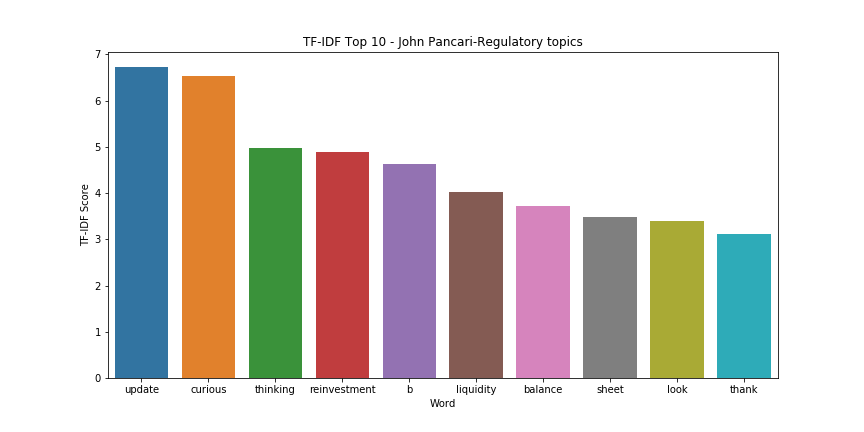 TF-IDF Top 10 - John Pancari-Regulatory topics
TF-IDF Score
7
6
5
4
3
2
1
0
update curious thinking reinvestment b liquidity balance sheet look thank
Word